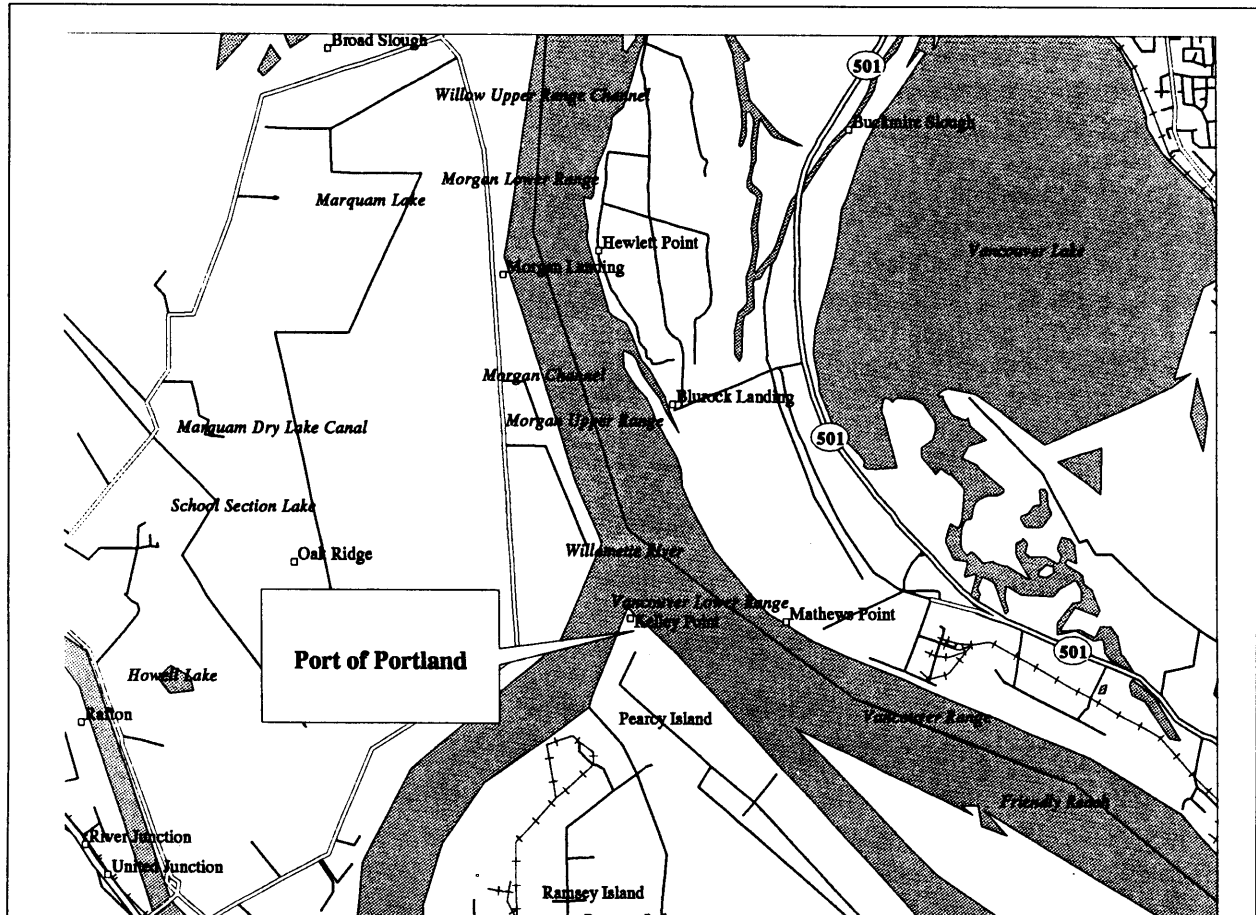 Broad Slough
501
Willow Upper Range Channel
Buckmire Slough
Morgan Lower Range
Marquam Lake
Hewlett Point
Vancouver Lake
Morgan Landing
Morgan Channel
Blurock Landing
Morgan Upper Range
Marquam Dry Lake Canal
501
School Section Lake
Willamette River
Oak Ridge
Vancouver Lower Range
Kelley Point
Mathews Point
Port of Portland
501
Howell Lake
Rafton
Pearcy Island
Vancouver Range
Friendly Reach
River Junction
United Junction
Ramsey Island